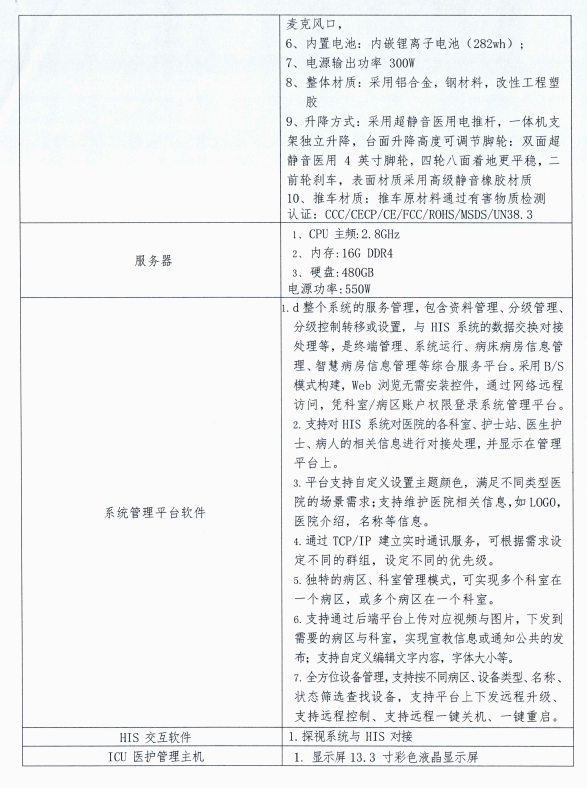 麦克风口，
6、内置电池：内嵌锂离子电池（282wh）；
7、电源输出功率 300W
8、整体材质：采用铝合金，钢材料，改性工程塑
胶
9、升降方式：采用超静音医用电推杆，一体机支
架独立升降，台面升降高度可调节脚轮：双面超
静音医用 4 英寸脚轮，四轮八面着地更平稳，二
前轮刹车，表面材质采用高级静音橡胶材质
10、推车材质：推车原材料通过有害物质检测
认证：CCC/CECP/CE/FCC/ROHS/MSDS/UN38.3
服务器
1、CPU 主频:2.8GHz
2、内存:16G DDR4
3、硬盘:480GB
电源功率:550W
系统管理平台软件
1.d 整个系统的服务管理，包含资料管理、分级管理、
分级控制转移或设置，与 HIS 系统的数据交换对接
处理等，是终端管理、系统运行、病床病房信息管
理、智慧病房信息管理等综合服务平台。采用 B/S
模式构建，Web 浏览无需安装控件，通过网络远程
访问，凭科室/病区账户权限登录系统管理平台。
2.支持对 HIS 系统对医院的各科室、护士站、医生护
士、病人的相关信息进行对接处理，并显示在管理
平台上。
3.平台支持自定义设置主题颜色，满足不同类型医
院的场景需求;支持维护医院相关信息,如 LOGO,
医院介绍，名称等信息。
4.通过 TCP/IP 建立实时通讯服务，可根据需求设
定不同的群组，设定不同的优先级。
5.独特的病区、科室管理模式，可实现多个科室在
一个病区，或多个病区在一个科室。
6.支持通过后端平台上传对应视频与图片，下发到
需要的病区与科室，实现宣教信息或通知公共的发
布；支持自定义编辑文字内容，字体大小等。
7.全方位设备管理，支持按不同病区、设备类型、名称、
状态筛选查找设备，支持平台上下发远程升级、
支持远程控制、支持远程一键关机、一键重启。
HIS 交互软件
1.探视系统与 HIS 对接
ICU 医护管理主机
1. 显示屏 13.3 寸彩色液晶显示屏